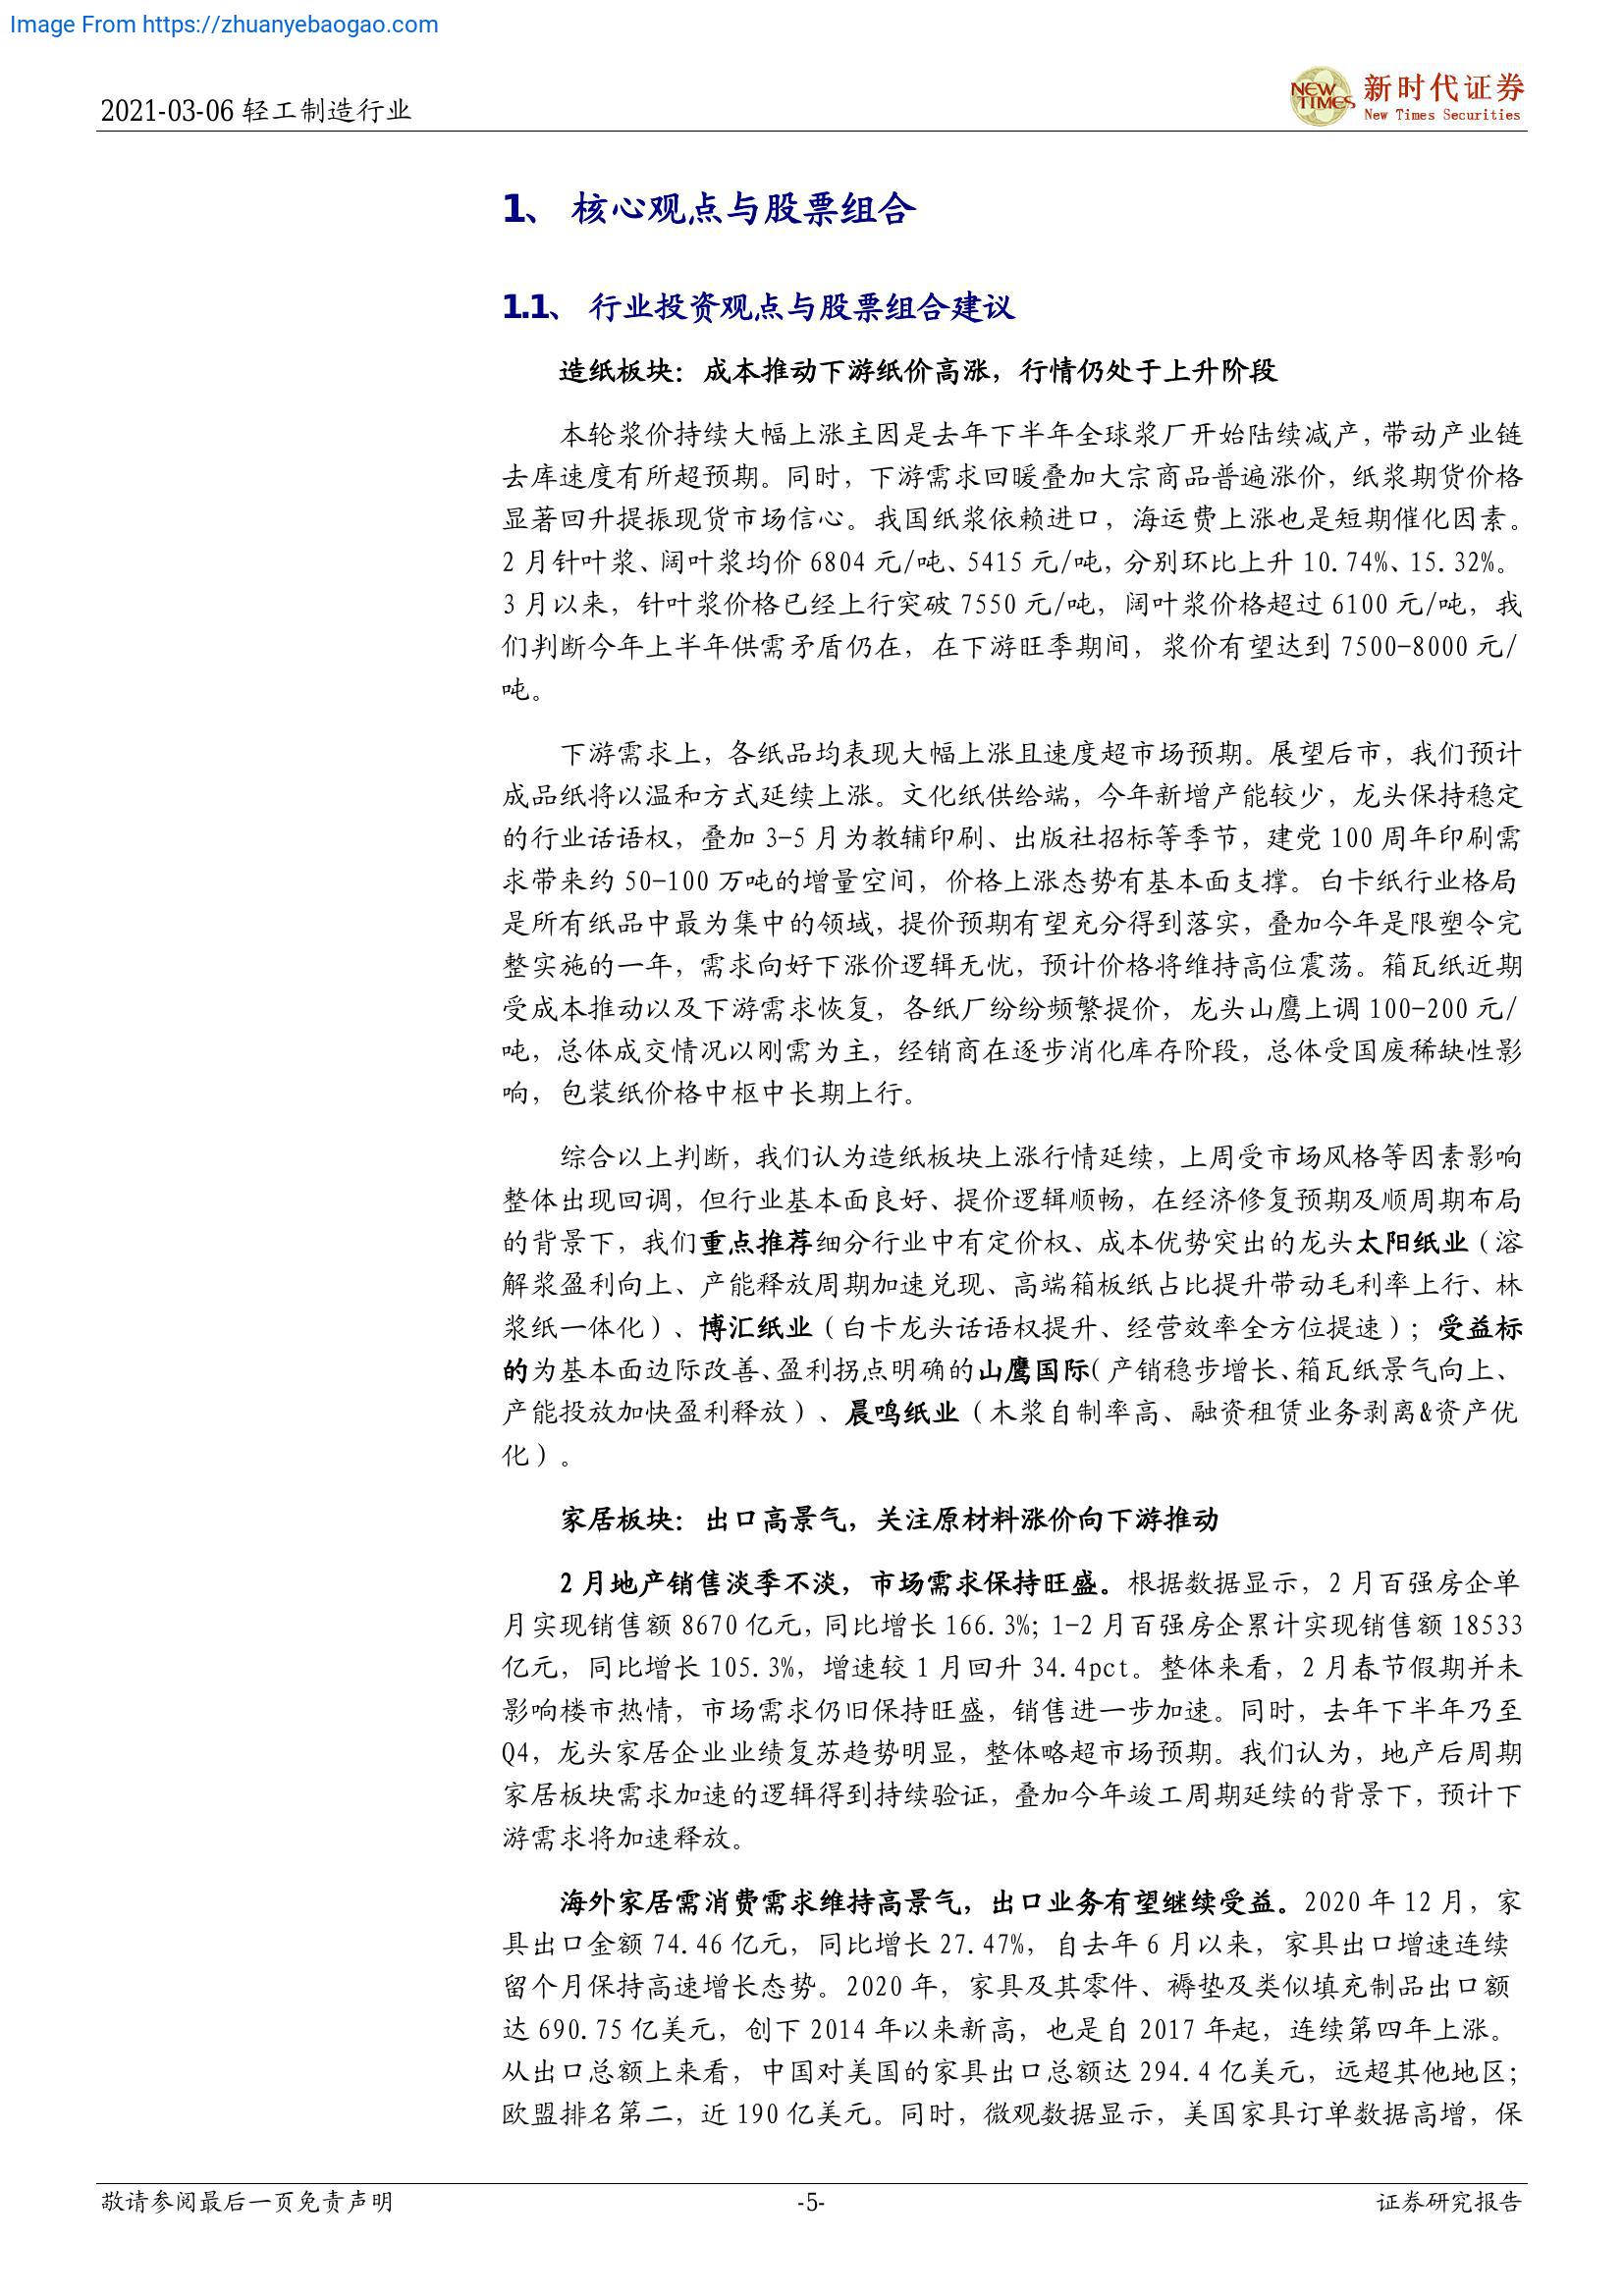 Image From https://zhuanyebaogao.com
2021-03-06 轻工制造行业
NEW TIMES
新时代证券
New Times Securities
1、 核心观点与股票组合
1.1、 行业投资观点与股票组合建议
造纸板块：成本推动下游纸价高涨，行情仍处于上升阶段
本轮浆价持续大幅上涨主因是去年下半年全球浆厂开始陆续减产，带动产业链
去库速度有所超预期。同时，下游需求回暖叠加大宗商品普遍涨价，纸浆期货价格
显著回升提振现货市场信心。我国纸浆依赖进口，海运费上涨也是短期催化因素。
2 月针叶浆、阔叶浆均价 6804 元/吨、5415 元/吨，分别环比上升 10.74%、15.32%。
3 月以来，针叶浆价格已经上行突破 7550 元/吨，阔叶浆价格超过 6100 元/吨，我
们判断今年上半年供需矛盾仍在，在下游旺季期间，浆价有望达到 7500-8000 元/
吨。
下游需求上，各纸品均表现大幅上涨且速度超市场预期。展望后市，我们预计
成品纸将以温和方式延续上涨。文化纸供给端，今年新增产能较少，龙头保持稳定
的行业话语权，叠加 3-5 月为教辅印刷、出版社招标等季节，建党 100 周年印刷需
求带来约 50-100 万吨的增量空间，价格上涨态势有基本面支撑。白卡纸行业格局
是所有纸品中最为集中的领域，提价预期有望充分得到落实，叠加今年是限塑令完
整实施的一年，需求向好下涨价逻辑无忧，预计价格将维持高位震荡。箱瓦纸近期
受成本推动以及下游需求恢复，各纸厂纷纷频繁提价，龙头山鹰上调 100-200 元/
吨，总体成交情况以刚需为主，经销商在逐步消化库存阶段，总体受国废稀缺性影
响，包装纸价格中枢中长期上行。
综合以上判断，我们认为造纸板块上涨行情延续，上周受市场风格等因素影响
整体出现回调，但行业基本面良好、提价逻辑顺畅，在经济修复预期及顺周期布局
的背景下，我们重点推荐细分行业中有定价权、成本优势突出的龙头太阳纸业（溶
解浆盈利向上、产能释放周期加速兑现、高端箱板纸占比提升带动毛利率上行、林
浆纸一体化）、博汇纸业（白卡龙头话语权提升、经营效率全方位提速）；受益标
的为基本面边际改善、盈利拐点明确的山鹰国际（产销稳步增长、箱瓦纸景气向上、
产能投放加快盈利释放）、晨鸣纸业（木浆自制率高、融资租赁业务剥离&资产优
化）。
家居板块：出口高景气，关注原材料涨价向下游推动
2 月地产销售淡季不淡，市场需求保持旺盛。根据数据显示，2 月百强房企单
月实现销售额 8670 亿元，同比增长 166.3%；1-2 月百强房企累计实现销售额 18533
亿元，同比增长 105.3%，增速较 1 月回升 34.4pct。整体来看，2 月春节假期并未
影响楼市热情，市场需求仍旧保持旺盛，销售进一步加速。同时，去年下半年乃至
Q4，龙头家居企业业绩复苏趋势明显，整体略超市场预期。我们认为，地产后周期
家居板块需求加速的逻辑得到持续验证，叠加今年竣工周期延续的背景下，预计下
游需求将加速释放。
海外家居需消费需求维持高景气，出口业务有望继续受益。2020 年 12 月，家
具出口金额 74.46 亿元，同比增长 27.47%，自去年 6 月以来，家具出口增速连续
留个月保持高速增长态势。2020 年，家具及其零件、褥垫及类似填充制品出口额
达 690.75 亿美元，创下 2014 年以来新高，也是自 2017 年起，连续第四年上涨。
从出口总额上来看，中国对美国的家具出口总额达 294.4 亿美元，远超其他地区；
欧盟排名第二，近 190 亿美元。同时，微观数据显示，美国家具订单数据高增，保
敬请参阅最后一页免责声明
-5-
证券研究报告